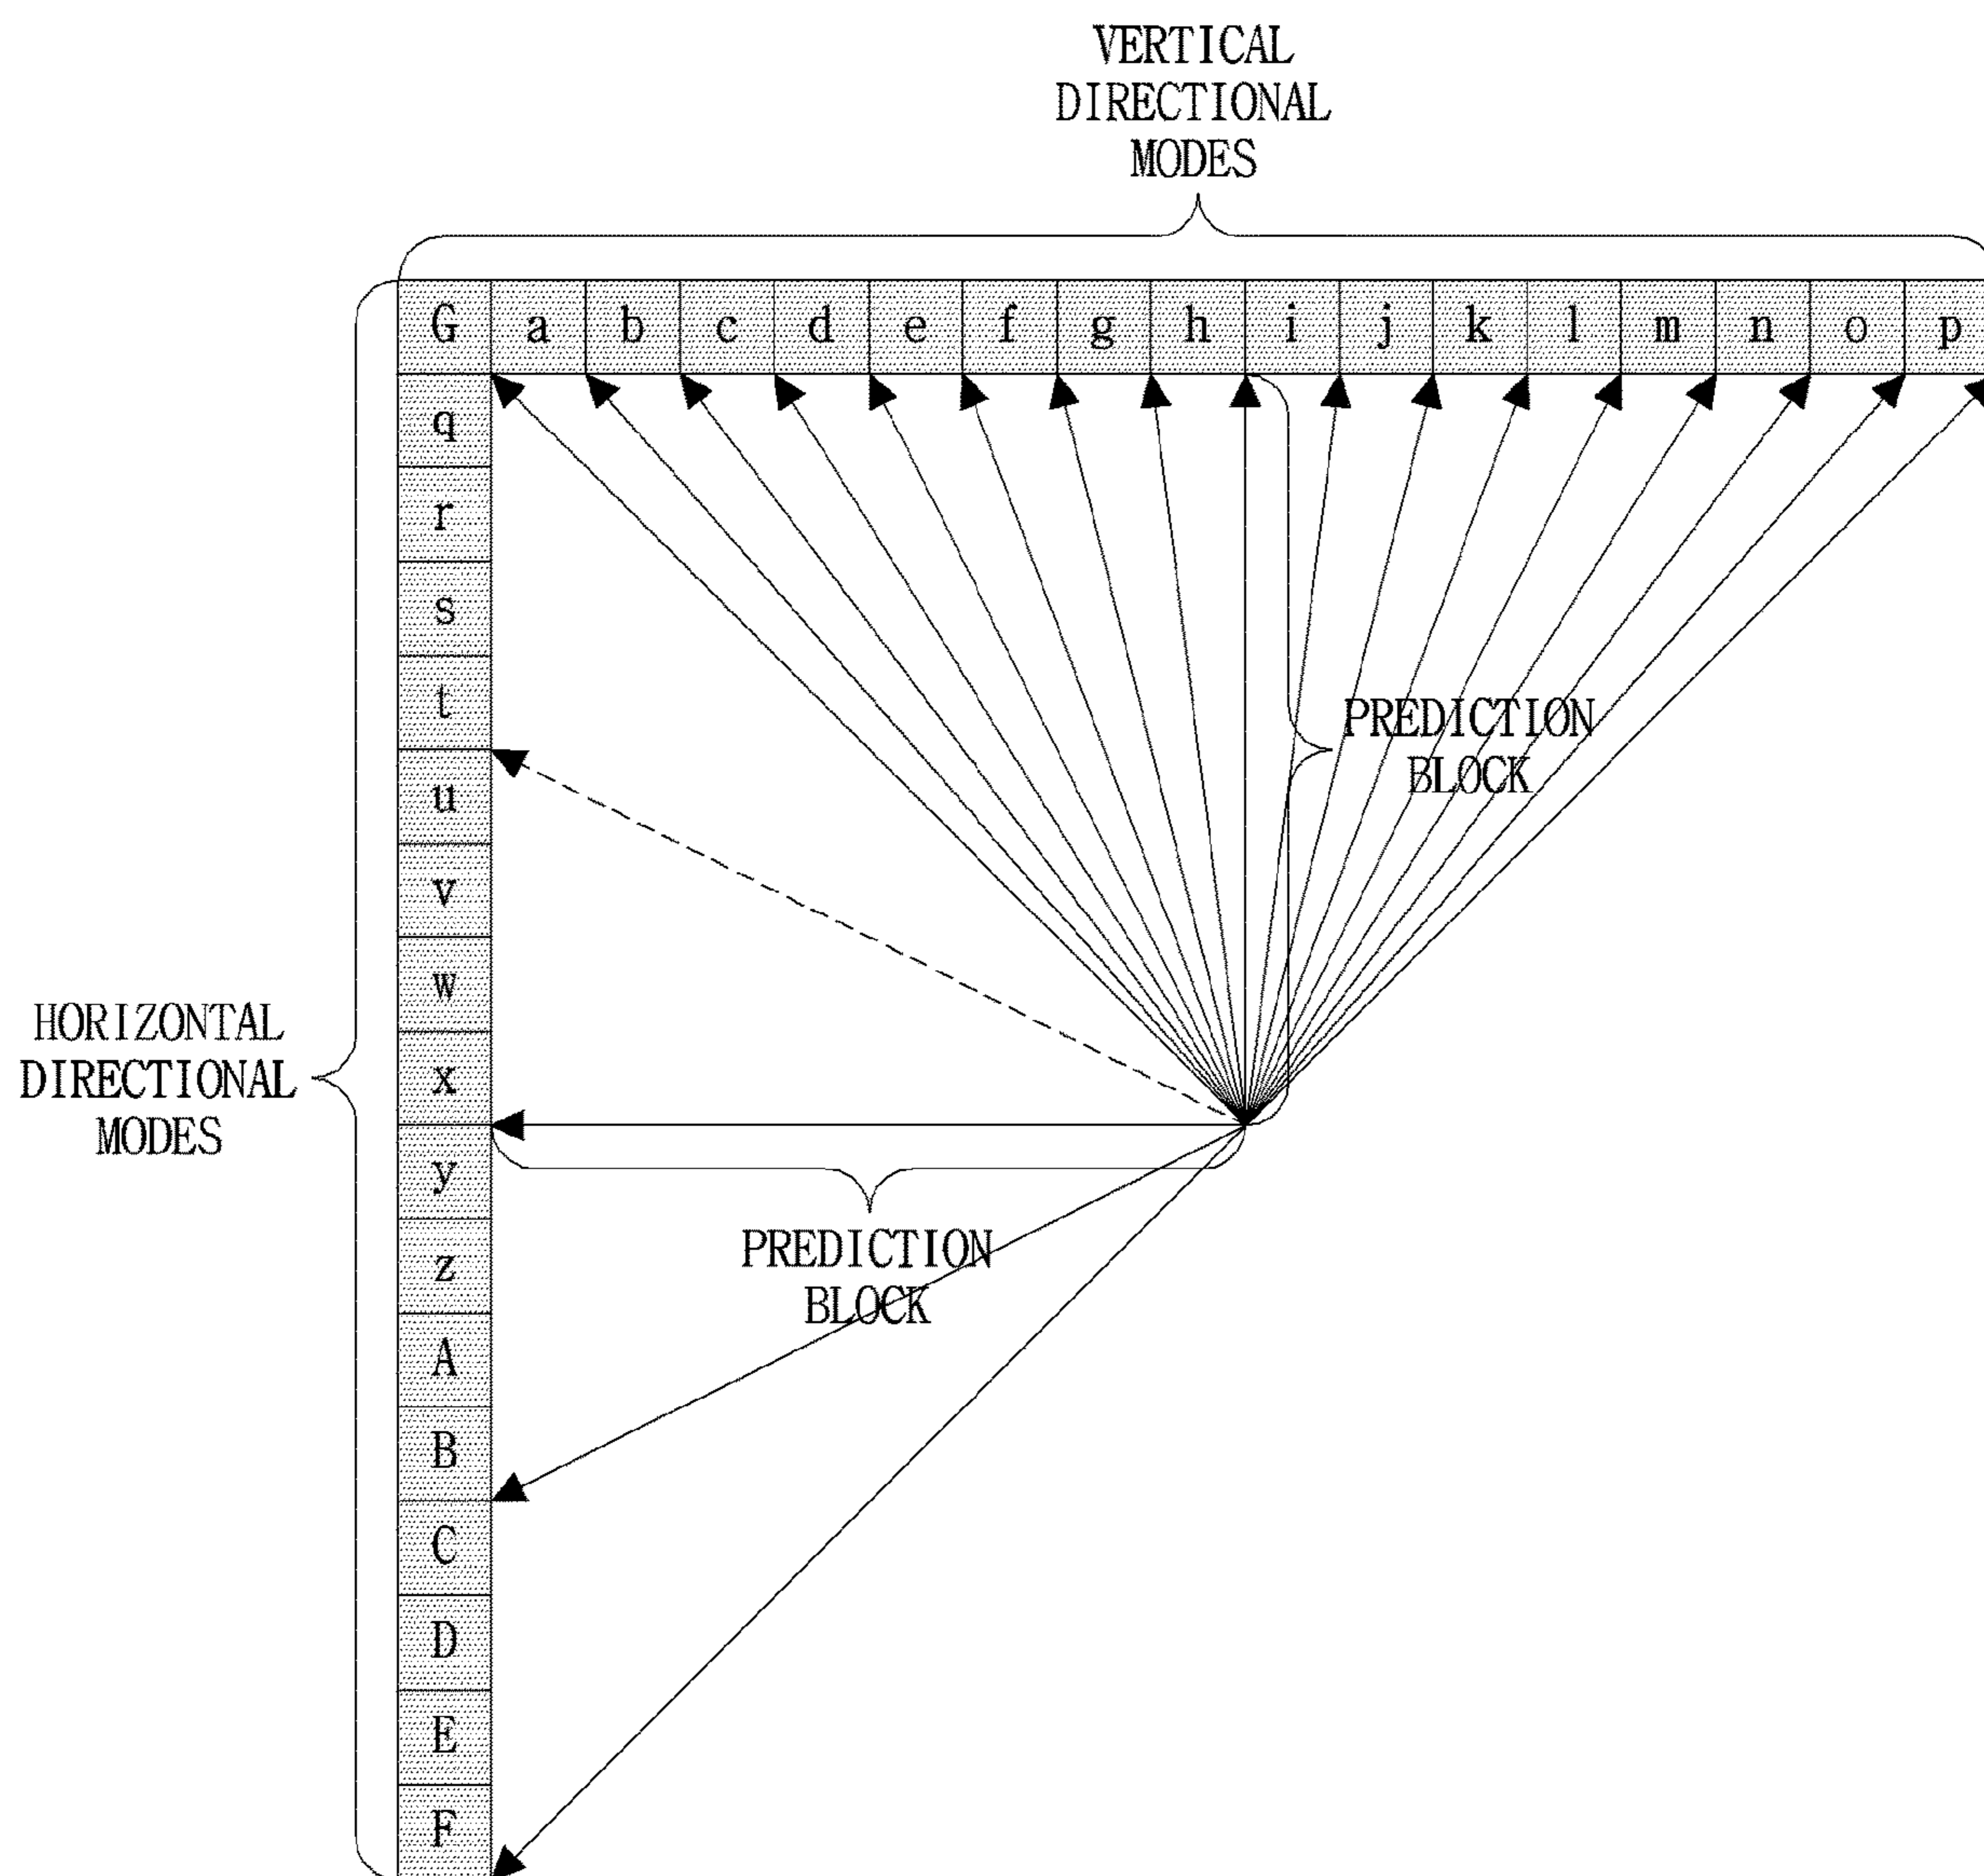 VERTICAL
DIRECTIONAL
MODES
G a b c d e f g h i j k l m n o p
q
r
s
t
PREDICTION
BLOCK
u
v
w
HORIZONTAL
DIRECTIONAL
MODES
x
y
PREDICTION
BLOCK
z
A
B
C
D
E
F